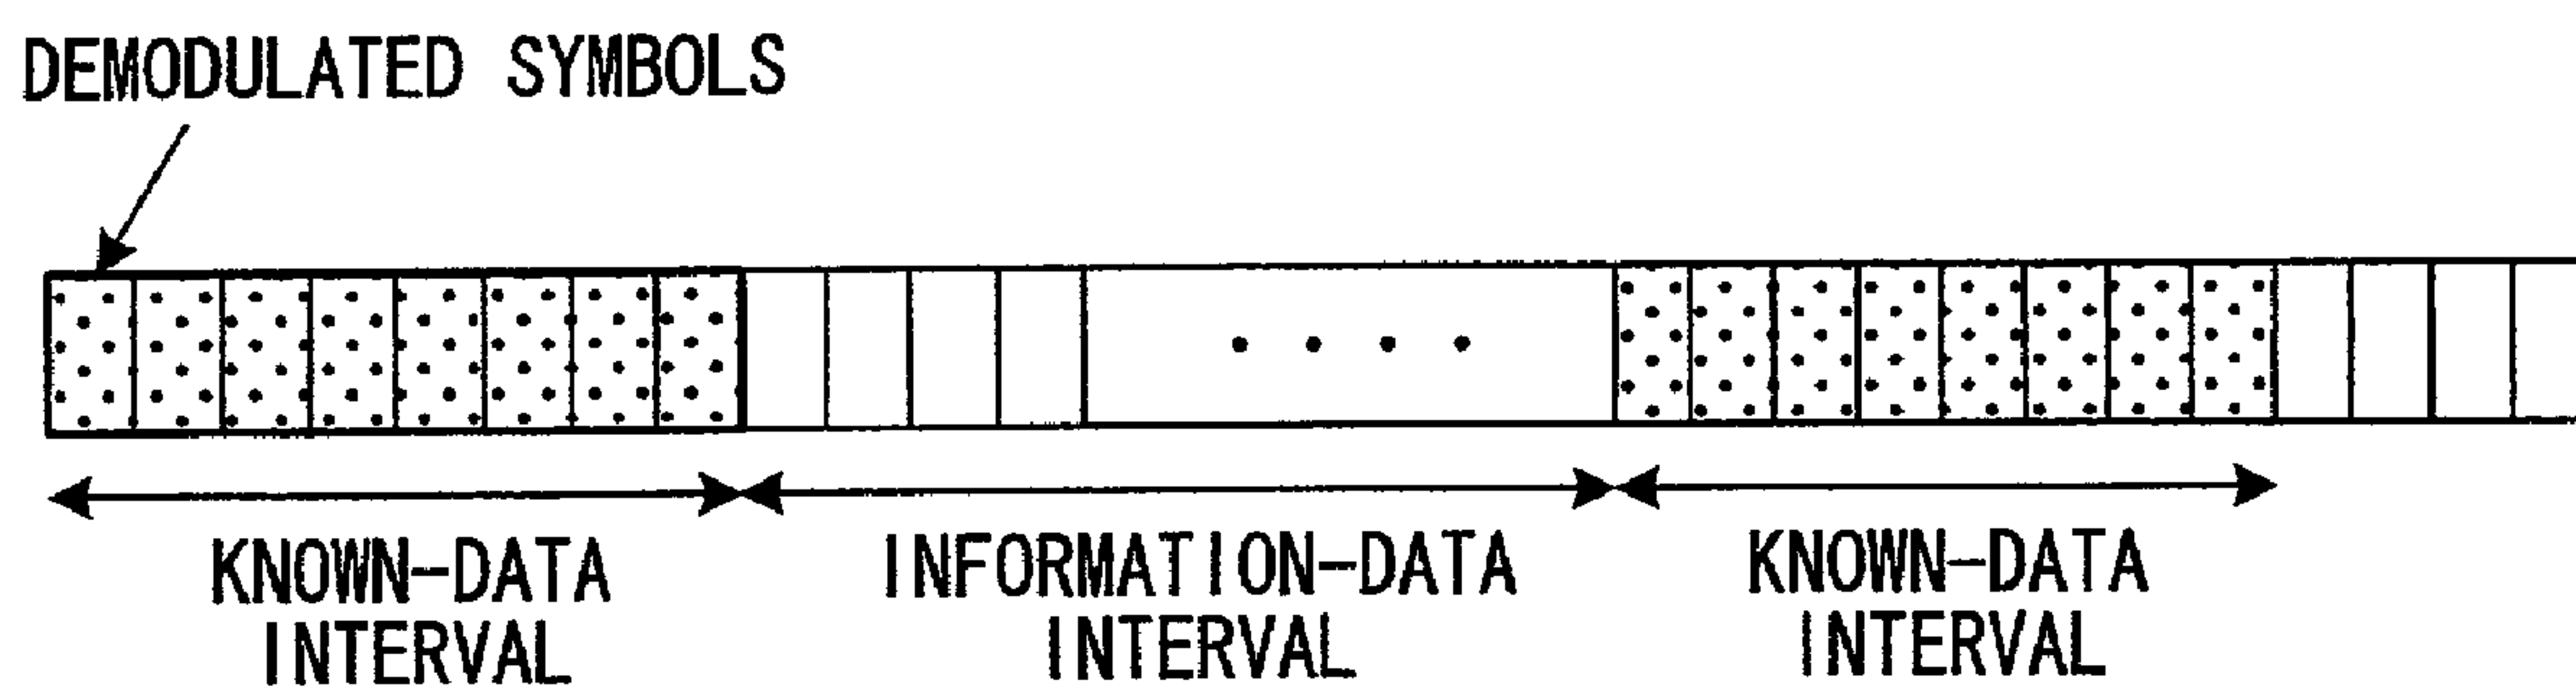 DEMODULATED SYMBOLS
KNOWN-DATA
INTERVAL
INFORMATION-DATA
INTERVAL
KNOWN-DATA
INTERVAL